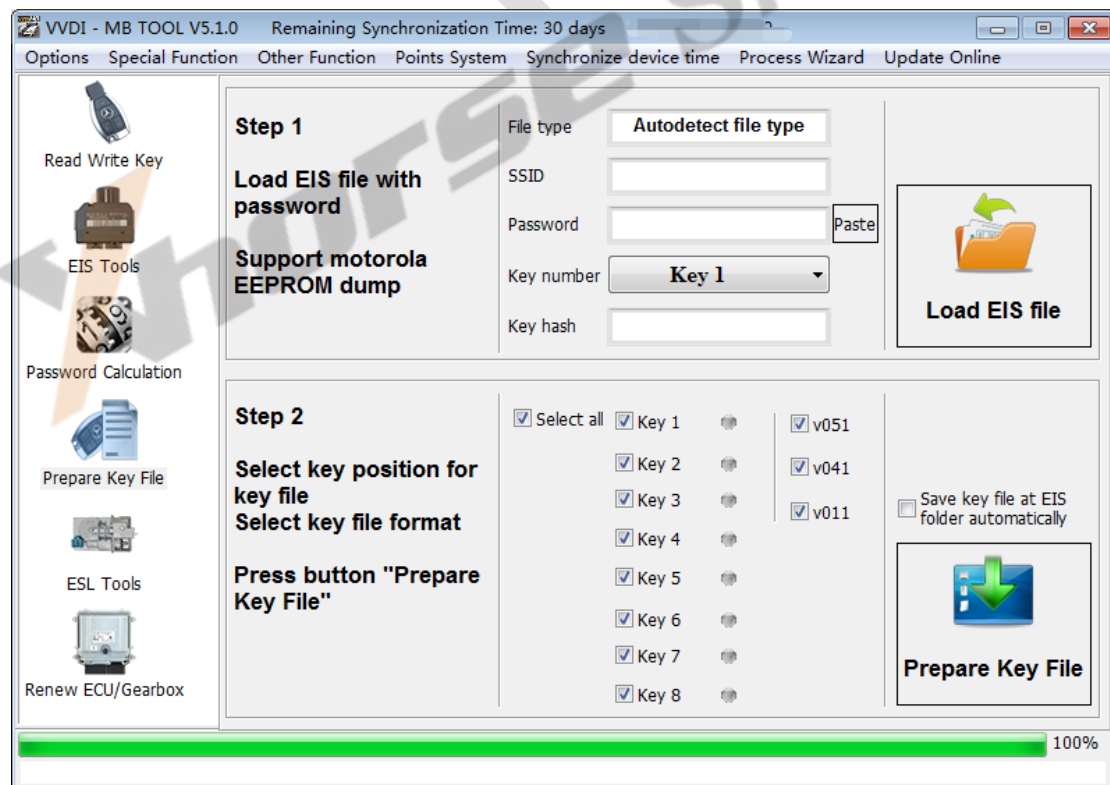 VVDI - MB TOOL V5.1.0 Remaining Synchronization Time: 30 days
Options Special Function Other Function Points System Synchronize device time Process Wizard Update Online
Read Write Key
EIS Tools
Password Calculation
Prepare Key File
ESL Tools
Renew ECU/Gearbox
Step 1
Load EIS file with
password
Support motorola
EEPROM dump
File type Autodetect file type
SSID
Password Paste
Key number Key 1
Key hash
Load EIS file
Step 2
Select key position for
key file
Select key file format
Press button "Prepare
Key File"
Select all Key 1 v051
Key 2 v041
Key 3 v011
Key 4
Key 5
Key 6
Key 7
Key 8
Save key file at EIS
folder automatically
Prepare Key File
100%